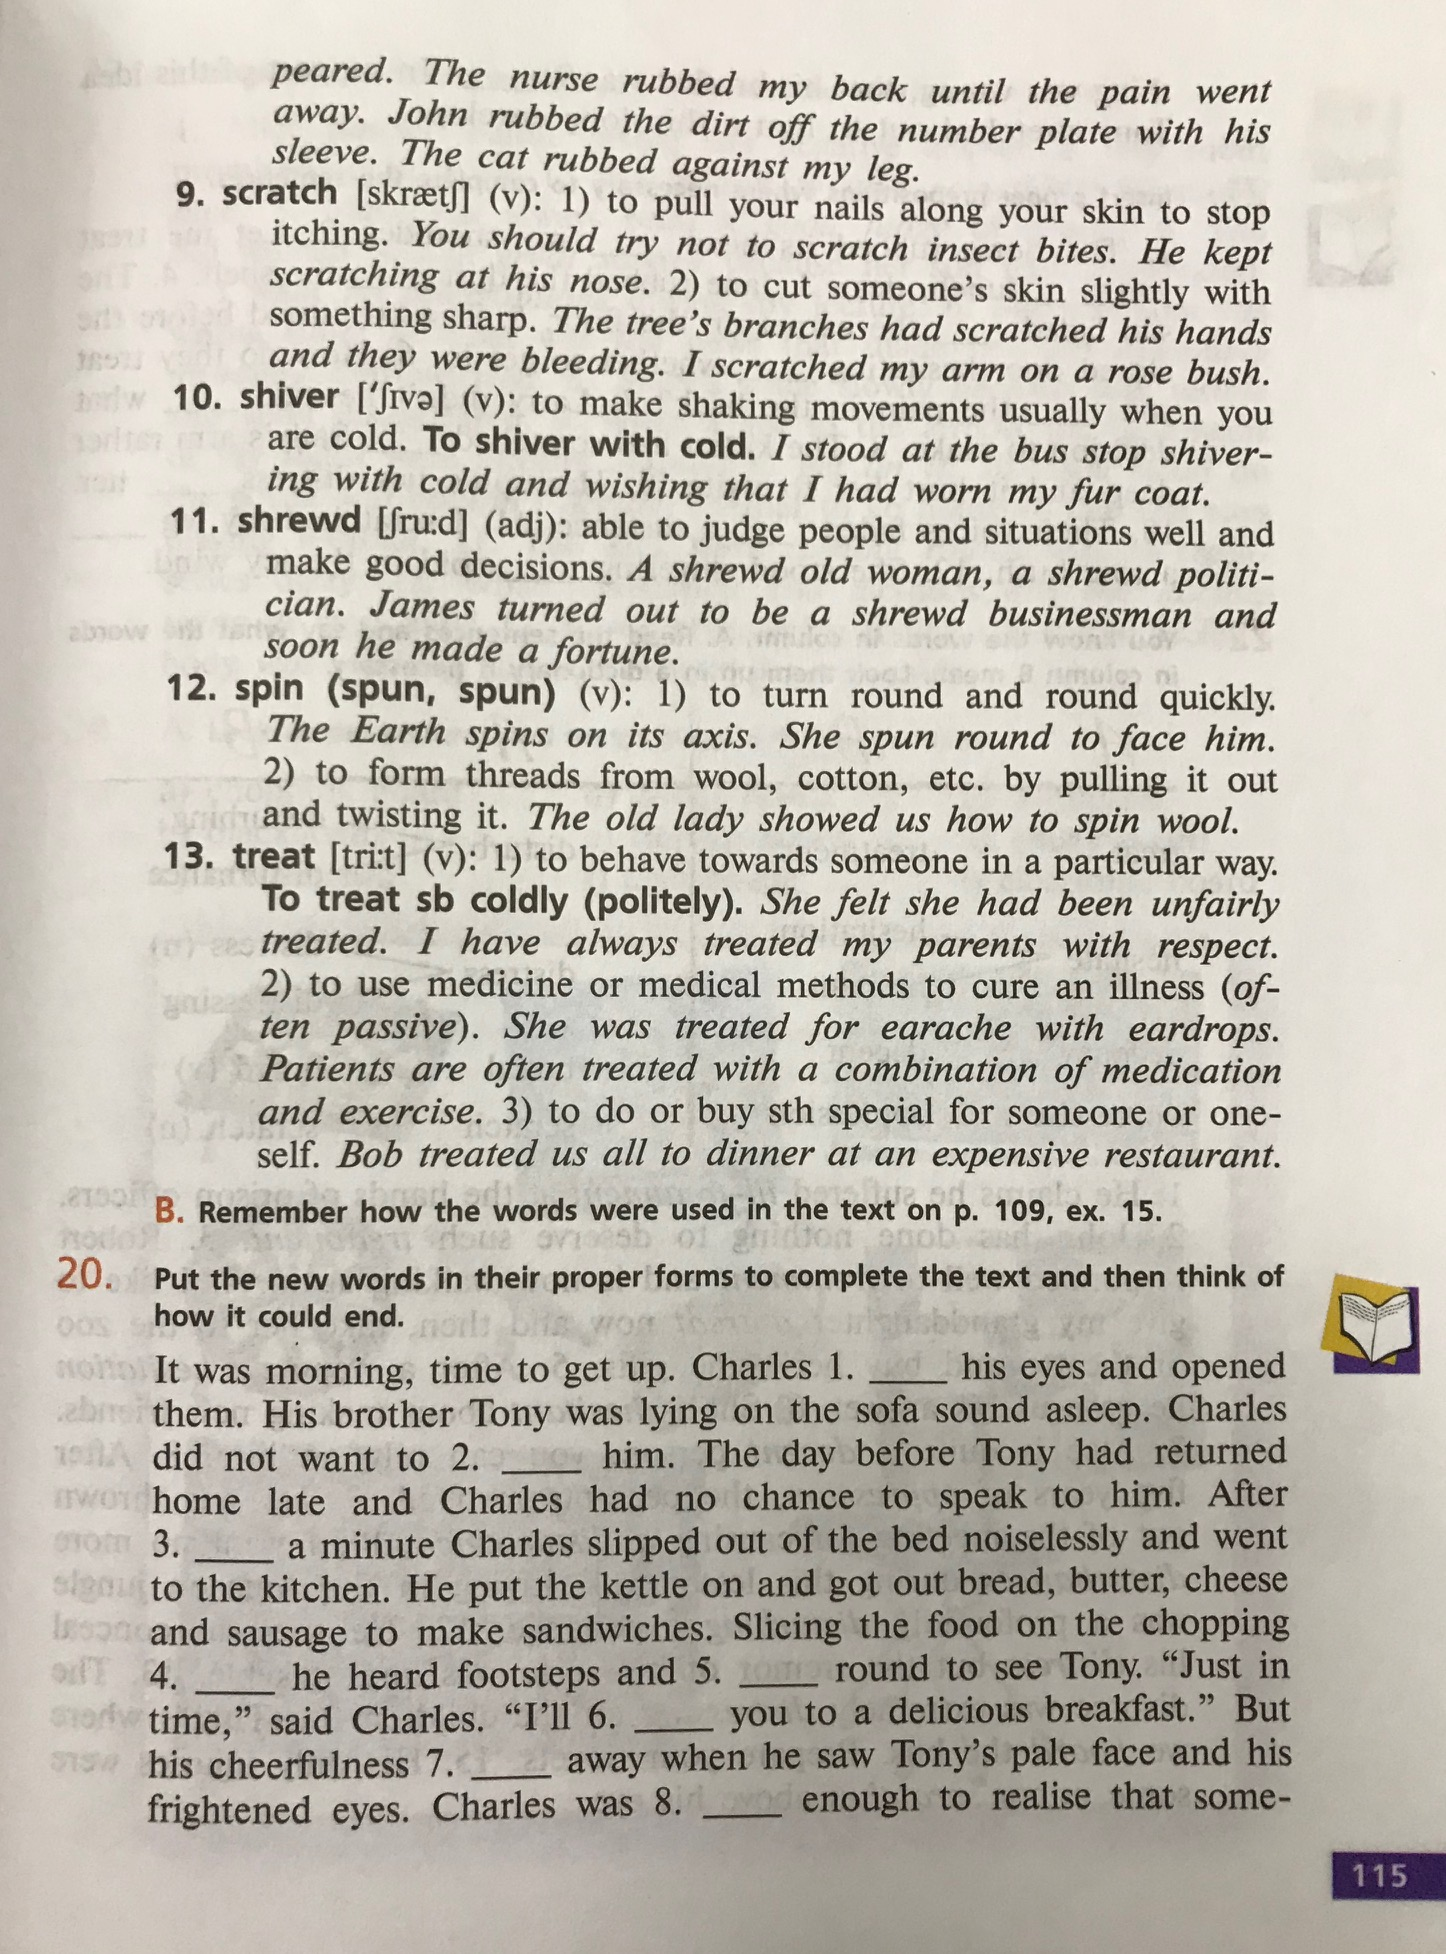 peared. The nurse rubbed my back until the pain went
away. John rubbed the dirt off the number plate with his
sleeve. The cat rubbed against my leg.
9. scratch [skrætʃ] (v): 1) to pull your nails along your skin to stop
itching. You should try not to scratch insect bites. He kept
scratching at his nose. 2) to cut someone's skin slightly with
something sharp. The tree's branches had scratched his hands
and they were bleeding. I scratched my arm on a rose bush.
10. shiver [ʹʃɪvə] (v): to make shaking movements usually when you
are cold. To shiver with cold. I stood at the bus stop shiver-
ing with cold and wishing that I had worn my fur coat.
11. shrewd [ʃru:d] (adj): able to judge people and situations well and
make good decisions. A shrewd old woman, a shrewd politi-
cian. James turned out to be a shrewd businessman and
soon he made a fortune.
12. spin (spun, spun) (v): 1) to turn round and round quickly.
The Earth spins on its axis. She spun round to face him.
2) to form threads from wool, cotton, etc. by pulling it out
and twisting it. The old lady showed us how to spin wool.
13. treat [tri:t] (v): 1) to behave towards someone in a particular way.
To treat sb coldly (politely). She felt she had been unfairly
treated. I have always treated my parents with respect.
2) to use medicine or medical methods to cure an illness (of-
ten passive). She was treated for earache with eardrops.
Patients are often treated with a combination of medication
and exercise. 3) to do or buy sth special for someone or one-
self. Bob treated us all to dinner at an expensive restaurant.
B. Remember how the words were used in the text on p. 109, ex. 15.
20. Put the new words in their proper forms to complete the text and then think of
how it could end.
It was morning, time to get up. Charles 1. ____ his eyes and opened
them. His brother Tony was lying on the sofa sound asleep. Charles
did not want to 2. ____ him. The day before Tony had returned
home late and Charles had no chance to speak to him. After
3. ____ a minute Charles slipped out of the bed noiselessly and went
to the kitchen. He put the kettle on and got out bread, butter, cheese
and sausage to make sandwiches. Slicing the food on the chopping
4. ____ he heard footsteps and 5. ____ round to see Tony. “Just in
time,” said Charles. “I'll 6. ____ you to a delicious breakfast.” But
his cheerfulness 7. ____ away when he saw Tony's pale face and his
frightened eyes. Charles was 8. ____ enough to realise that some-
115